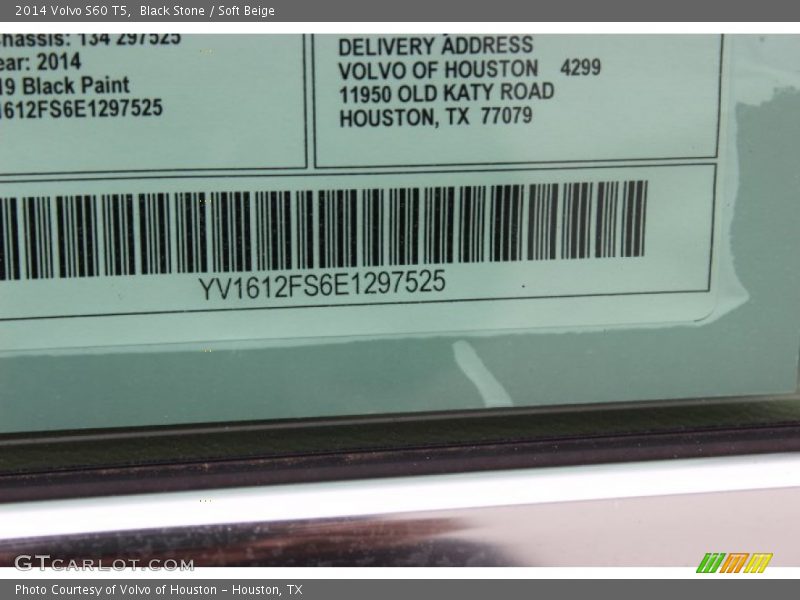 2014 Volvo S60 T5, Black Stone / Soft Beige
chassis: 134 297525
ear: 2014
19 Black Paint
1612FS6E1297525
DELIVERY ADDRESS
VOLVO OF HOUSTON 4299
11950 OLD KATY ROAD
HOUSTON, TX 77079
YV1612FS6E1297525
GTCARLOT.COM
Photo Courtesy of Volvo of Houston - Houston, TX